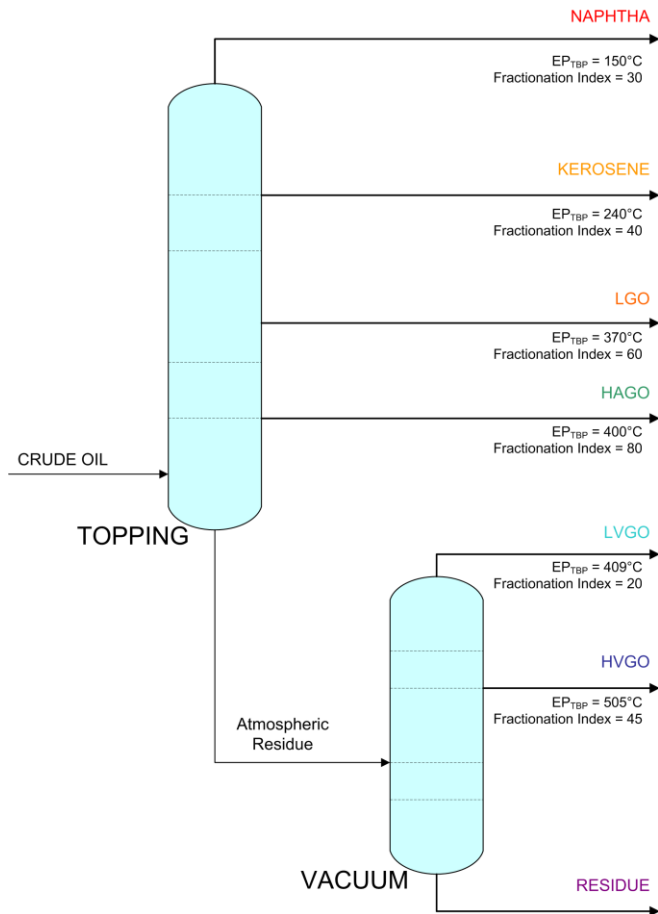 NAPHTHA
EPTBP = 150°C
Fractionation Index = 30
KEROSENE
EPTBP = 240°C
Fractionation Index = 40
LGO
EPTBP = 370°C
Fractionation Index = 60
HAGO
EPTBP = 400°C
Fractionation Index = 80
CRUDE OIL
TOPPING
LVGO
EPTBP = 409°C
Fractionation Index = 20
HVGO
EPTBP = 505°C
Fractionation Index = 45
Atmospheric
Residue
VACUUM
RESIDUE